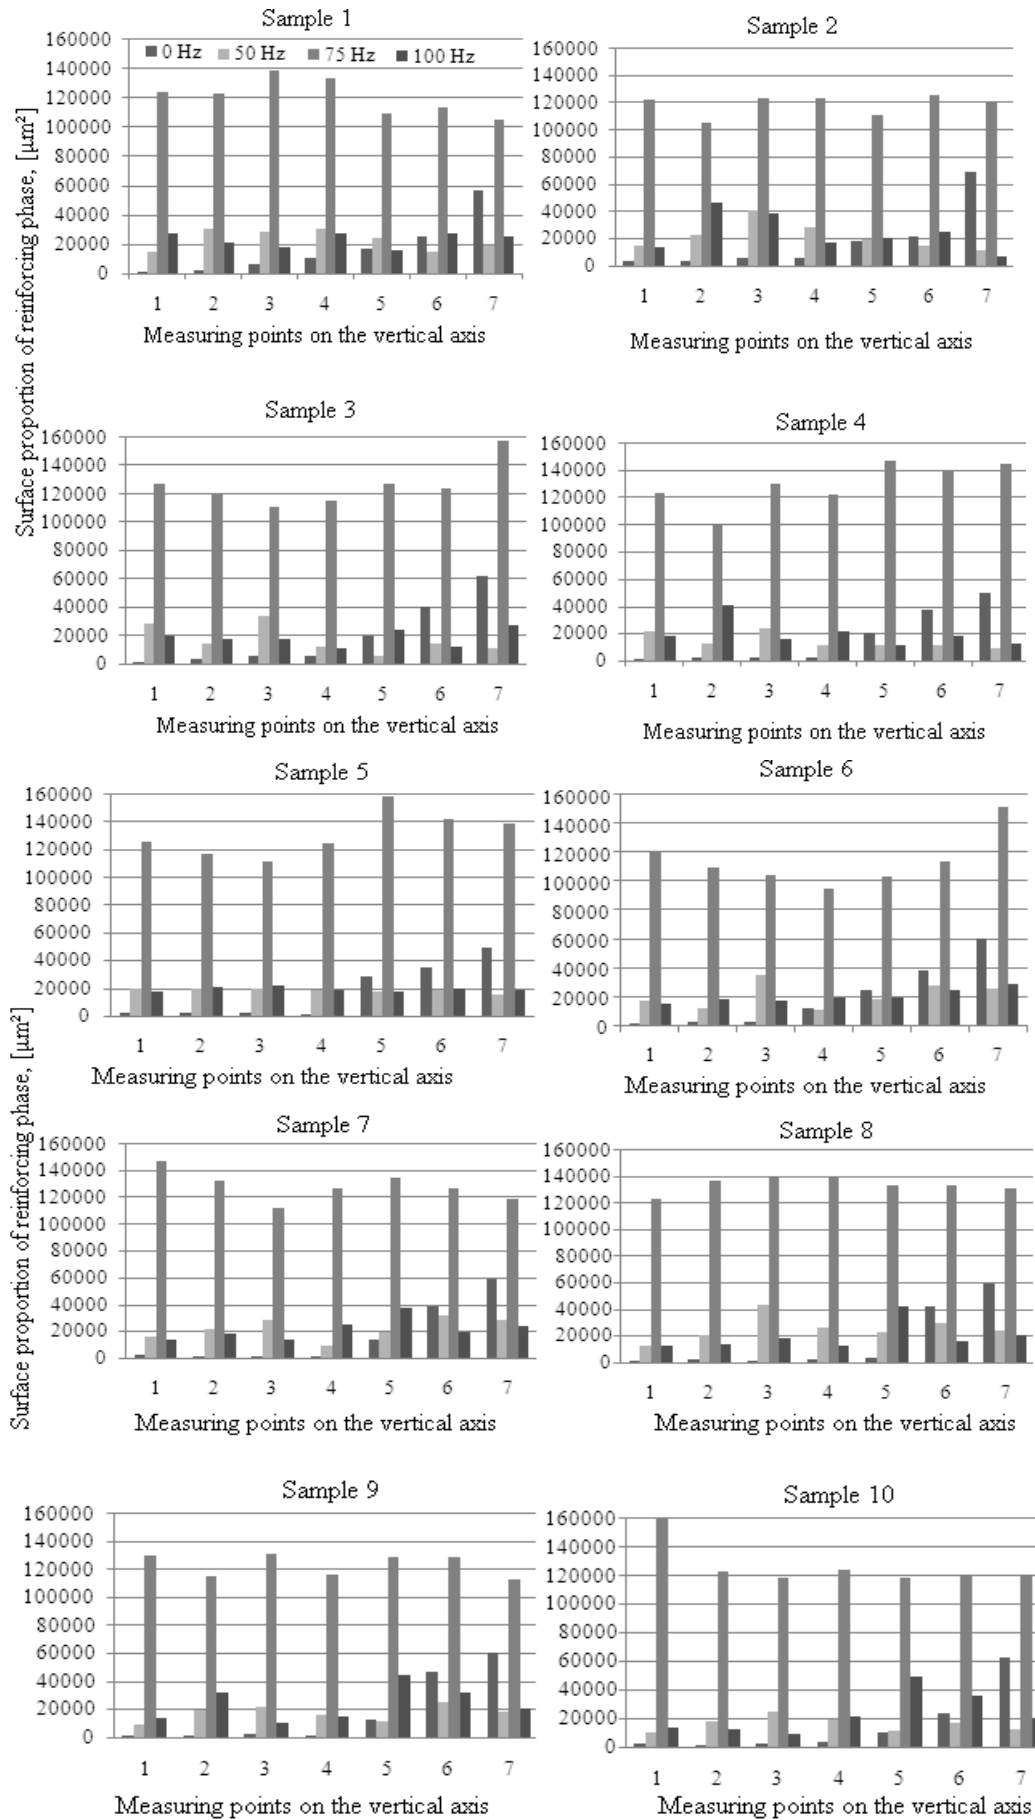 Sample 1
160000
140000
120000
100000
80000
60000
40000
20000
0
0 Hz 50 Hz 75 Hz 100 Hz
1 2 3 4 5 6 7
Measuring points on the vertical axis
Sample 2
160000
140000
120000
100000
80000
60000
40000
20000
0
1 2 3 4 5 6 7
Measuring points on the vertical axis
Surface proportion of reinforcing phase, [µm²]
Sample 3
160000
140000
120000
100000
80000
60000
40000
20000
0
1 2 3 4 5 6 7
Measuring points on the vertical axis
Sample 4
160000
140000
120000
100000
80000
60000
40000
20000
0
1 2 3 4 5 6 7
Measuring points on the vertical axis
Sample 5
160000
140000
120000
100000
80000
60000
40000
20000
0
1 2 3 4 5 6 7
Measuring points on the vertical axis
Sample 6
160000
140000
120000
100000
80000
60000
40000
20000
0
1 2 3 4 5 6 7
Measuring points on the vertical axis
Surface proportion of reinforcing phase, [µm²]
Sample 7
160000
140000
120000
100000
80000
60000
40000
20000
0
1 2 3 4 5 6 7
Measuring points on the vertical axis
Sample 8
160000
140000
120000
100000
80000
60000
40000
20000
0
1 2 3 4 5 6 7
Measuring points on the vertical axis
Sample 9
160000
140000
120000
100000
80000
60000
40000
20000
0
1 2 3 4 5 6 7
Measuring points on the vertical axis
Sample 10
160000
140000
120000
100000
80000
60000
40000
20000
0
1 2 3 4 5 6 7
Measuring points on the vertical axis